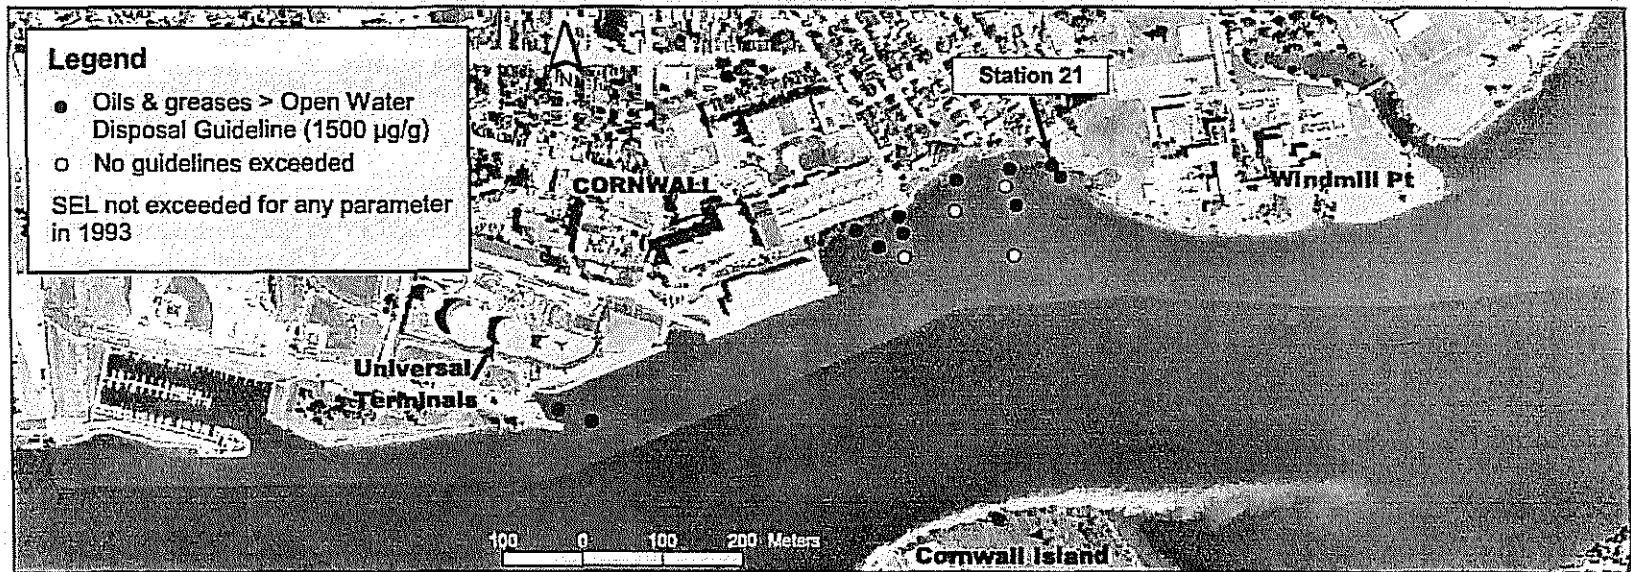 Legend
Oils & greases > Open Water
Disposal Guideline (1500 µg/g)
No guidelines exceeded
SEL not exceeded for any parameter
in 1993
N
Station 21
CORNWALL
Windmill Pt
Universal
Terminals
100 0 100 200 Meters
Cornwall Island